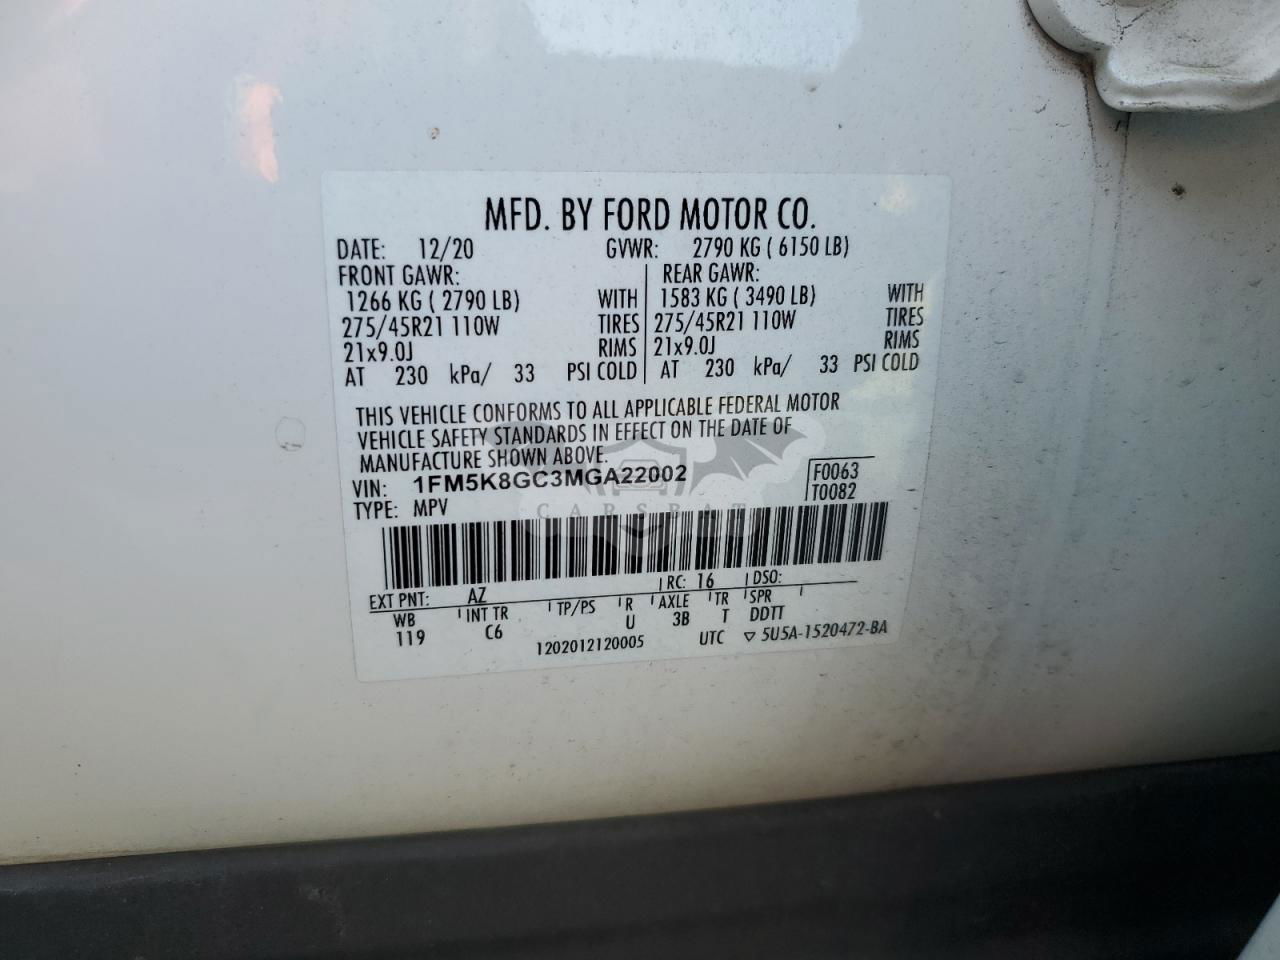 MFD. BY FORD MOTOR CO.
DATE: 12/20 GVWR: 2790 KG ( 6150 LB)
FRONT GAWR: REAR GAWR:
1266 KG ( 2790 LB) WITH 1583 KG ( 3490 LB) WITH
275/45R21 110W TIRES 275/45R21 110W TIRES
21x9.0J RIMS 21x9.0J RIMS
AT 230 kPa/ 33 PSI COLD AT 230 kPa/ 33 PSI COLD
THIS VEHICLE CONFORMS TO ALL APPLICABLE FEDERAL MOTOR
VEHICLE SAFETY STANDARDS IN EFFECT ON THE DATE OF
MANUFACTURE SHOWN ABOVE.
VIN: 1FM5K8GC3MGA22002 F0063
TYPE: MPV T0082
CARSBAT
EXT PNT: AZ RC: 16 DSO:
WB INT TR TP/PS R AXLE TR SPR
119 C6 U 3B T DDTT
1202012120005 UTC ▽ 5U5A-1520472-BA